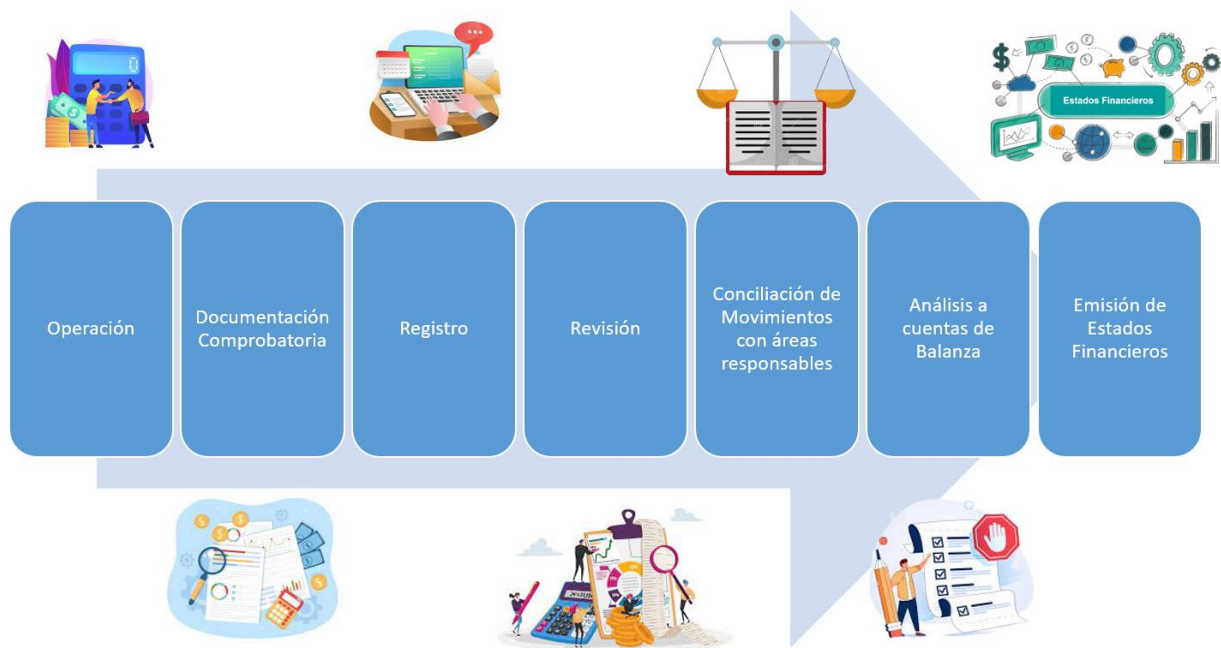 Estados Financieros
Operación
Documentación
Comprobatoria
Registro
Revisión
Conciliación de
Movimientos
con áreas
responsables
Análisis a
cuentas de
Balanza
Emisión de
Estados
Financieros